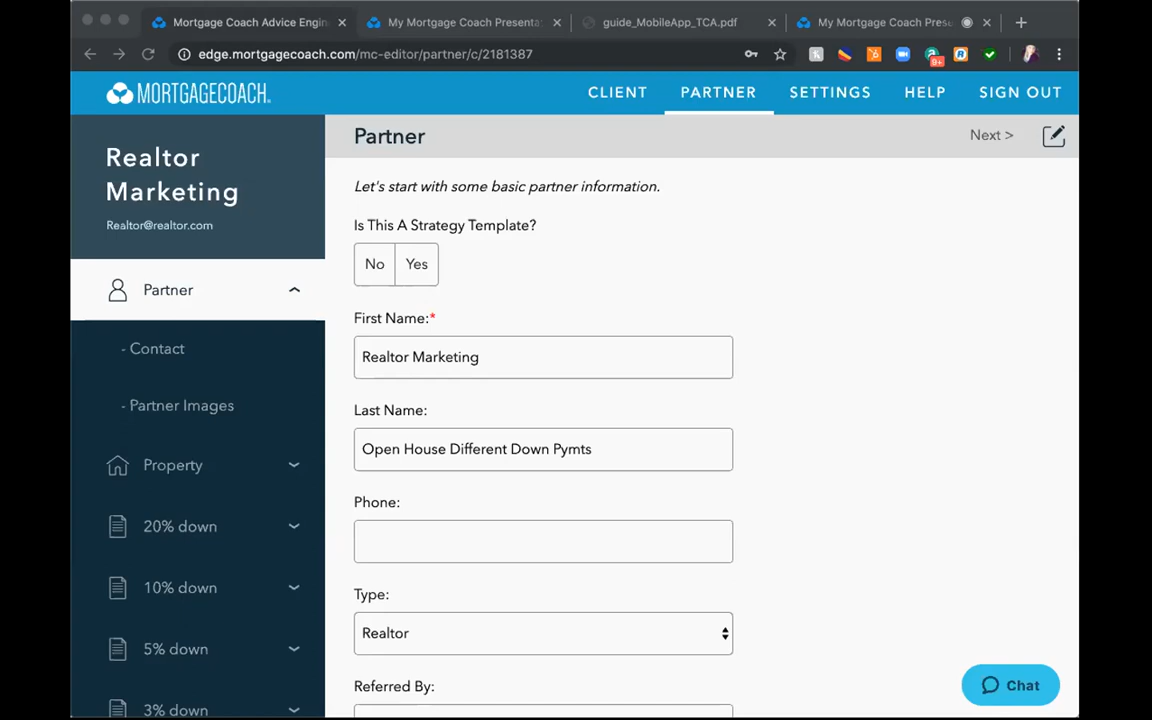 Mortgage Coach Advice Engin
My Mortgage Coach Presenta
guide_MobileApp_TCA.pdf
My Mortgage Coach Pres
edge.mortgagecoach.com/mc-editor/partner/c/2181387
9+
MORTGAGECOACH
CLIENT
PARTNER
SETTINGS
HELP
SIGN OUT
Realtor
Marketing
Realtor@realtor.com
Partner
- Contact
- Partner Images
Property
20% down
10% down
5% down
3% down
Partner
Next >
Let's start with some basic partner information.
Is This A Strategy Template?
No
Yes
First Name:*
Realtor Marketing
Last Name:
Open House Different Down Pymts
Phone:
Type:
Realtor
Referred By:
Chat